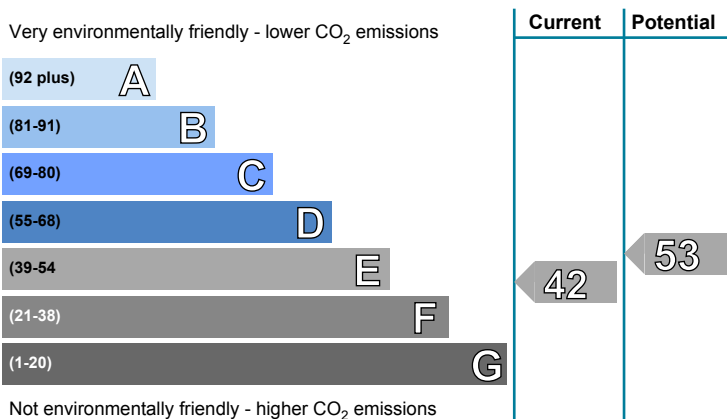 Current Potential
Very environmentally friendly - lower CO2 emissions
(92 plus) A
(81-91) B
(69-80) C
(55-68) D
(39-54 E
53
42
(21-38) F
(1-20) G
Not environmentally friendly - higher CO2 emissions